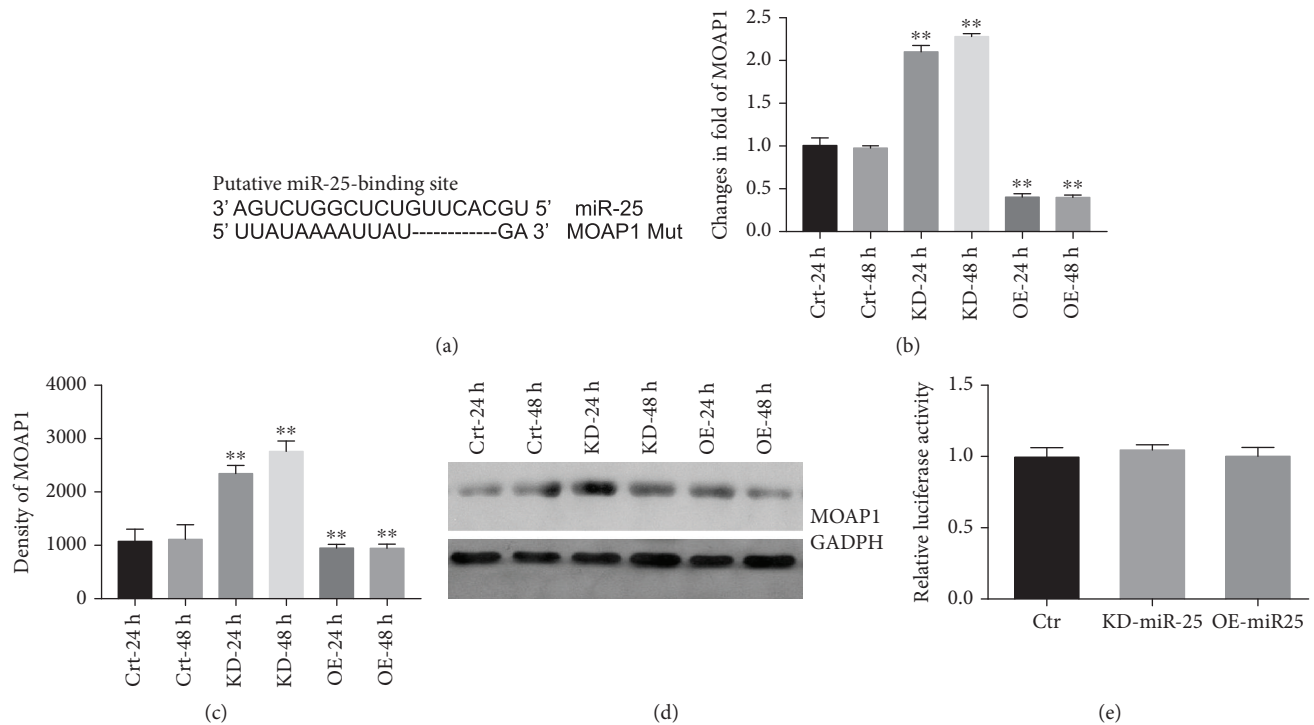 Putative miR-25-binding site
3’ AGUCUGGCUCUGUUCACGU 5’ miR-25
5’ UUAUAAAAUUAU------------GA 3’ MOAP1 Mut
(a)
Changes in fold of MOAP1
2.5
2.0
1.5
1.0
0.5
0.0
**
**
**
**
Crt-24 h
Crt-48 h
KD-24 h
KD-48 h
OE-24 h
OE-48 h
(b)
Density of MOAP1
4000
3000
2000
1000
0
**
**
**
**
Crt-24 h
Crt-48 h
KD-24 h
KD-48 h
OE-24 h
OE-48 h
(c)
Crt-24 h
Crt-48 h
KD-24 h
KD-48 h
OE-24 h
OE-48 h
MOAP1
GADPH
(d)
Relative luciferase activity
1.5
1.0
0.5
0.0
Ctr
KD-miR-25
OE-miR25
(e)